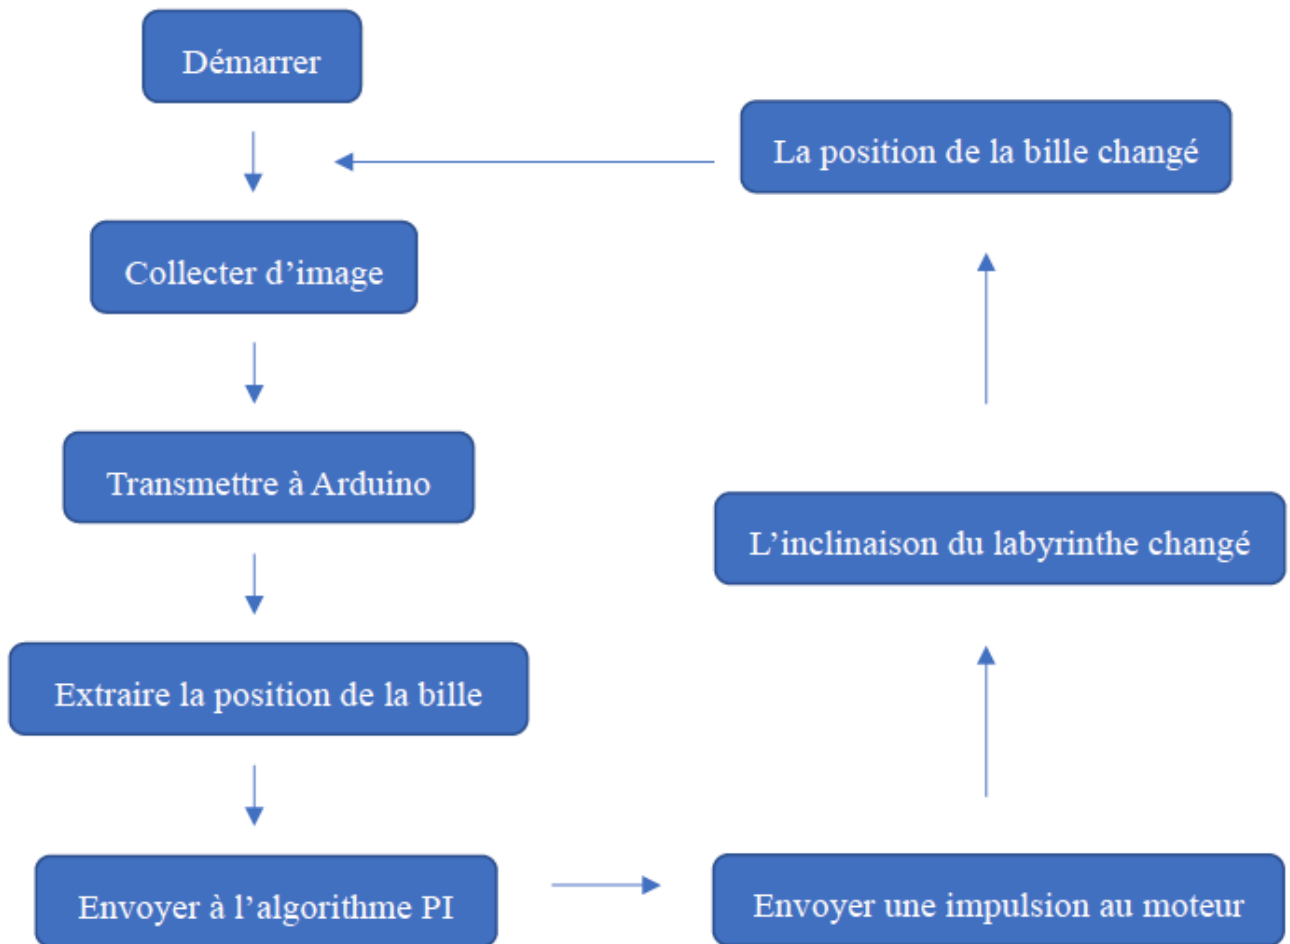 Démarrer
Collecter d’image
Transmettre à Arduino
Extraire la position de la bille
Envoyer à l’algorithme PI
Envoyer une impulsion au moteur
L’inclinaison du labyrinthe changé
La position de la bille changé